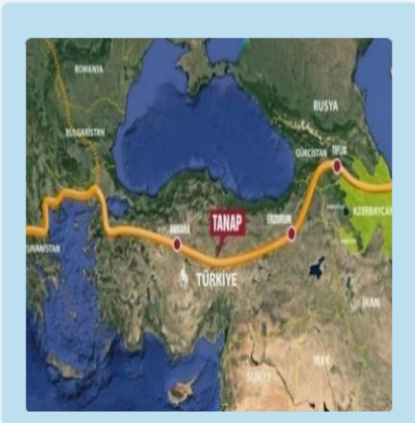 ROMANYA
RUSYA
BULGARİSTAN
GÜRCİSTAN TİFLİS
AZERBAYCAN
TANAP
ERZURUM
ANKARA
YUNANİSTAN
TÜRKİYE
İRAN
IRAK
SURİYE